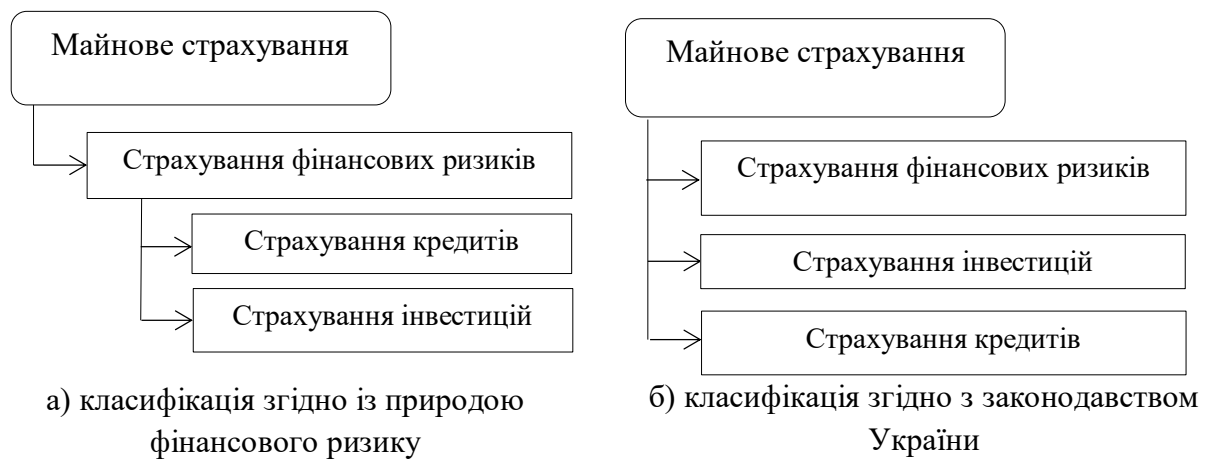 Майнове страхування
Страхування фінансових ризиків
Страхування кредитів
Страхування інвестицій
а) класифікація згідно із природою
фінансового ризику
Майнове страхування
Страхування фінансових ризиків
Страхування інвестицій
Страхування кредитів
б) класифікація згідно з законодавством
України